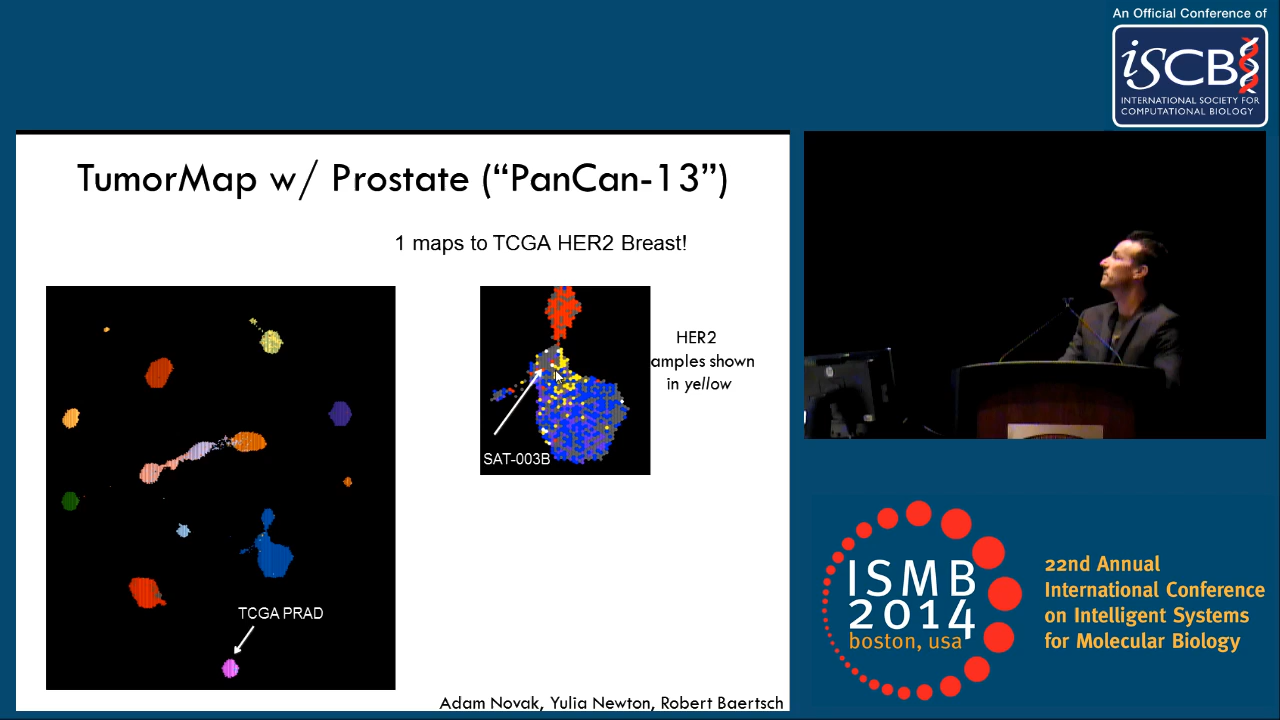 An Official Conference of
iSCB
INTERNATIONAL SOCIETY FOR
COMPUTATIONAL BIOLOGY
TumorMap w/ Prostate (“PanCan-13”)
1 maps to TCGA HER2 Breast!
HER2
amples shown
in yellow
SAT-003B
TCGA PRAD
Adam Novak, Yulia Newton, Robert Baertsch
ISMB
2014
boston, usa
22nd Annual
International Conference
on Intelligent Systems
for Molecular Biology